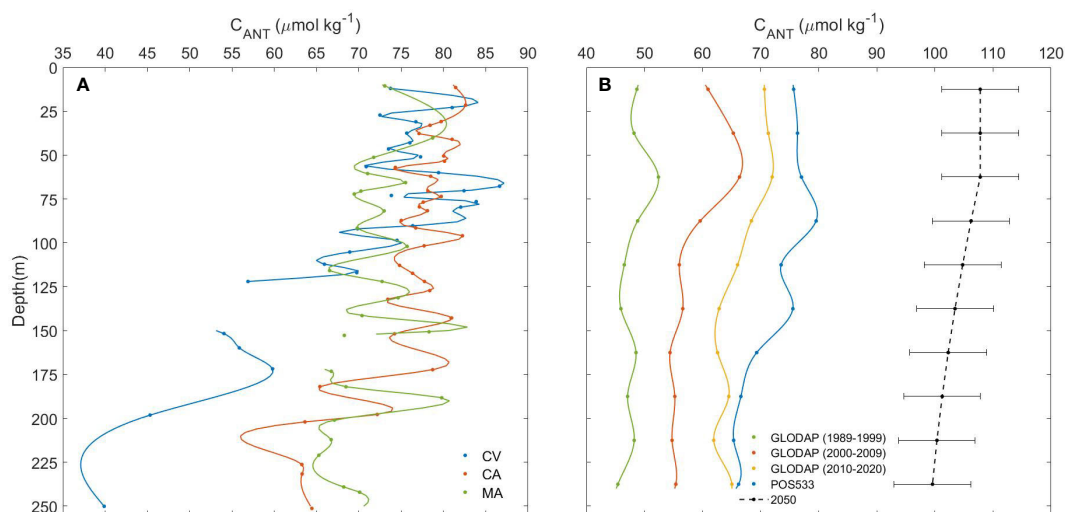 C_ANT (μmol kg⁻¹)
35 40 45 50 55 60 65 70 75 80 85 90
0
25
50
75
100
125
150
175
200
225
250
Depth(m)
A
CV
CA
MA
C_ANT (μmol kg⁻¹)
40 50 60 70 80 90 100 110 120
B
GLODAP (1989-1999)
GLODAP (2000-2009)
GLODAP (2010-2020)
POS533
2050